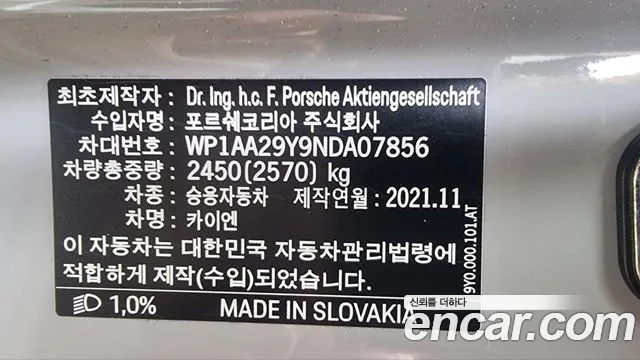 최초제작자 : Dr. Ing. h.c. F. Porsche Aktiengesellschaft
수입자명 : 포르쉐코리아 주식회사
차대번호 : WP1AA29Y9NDA07856
차량총중량 : 2450(2570) kg
차종 : 승용자동차 제작연월 : 2021.11
차명 : 카이엔
이 자동차는 대한민국 자동차관리법령에
적합하게 제작(수입)되었습니다.
1,0% MADE IN SLOVAKIA
9Y0.000.101.AT
신뢰를 더하다
encar.com